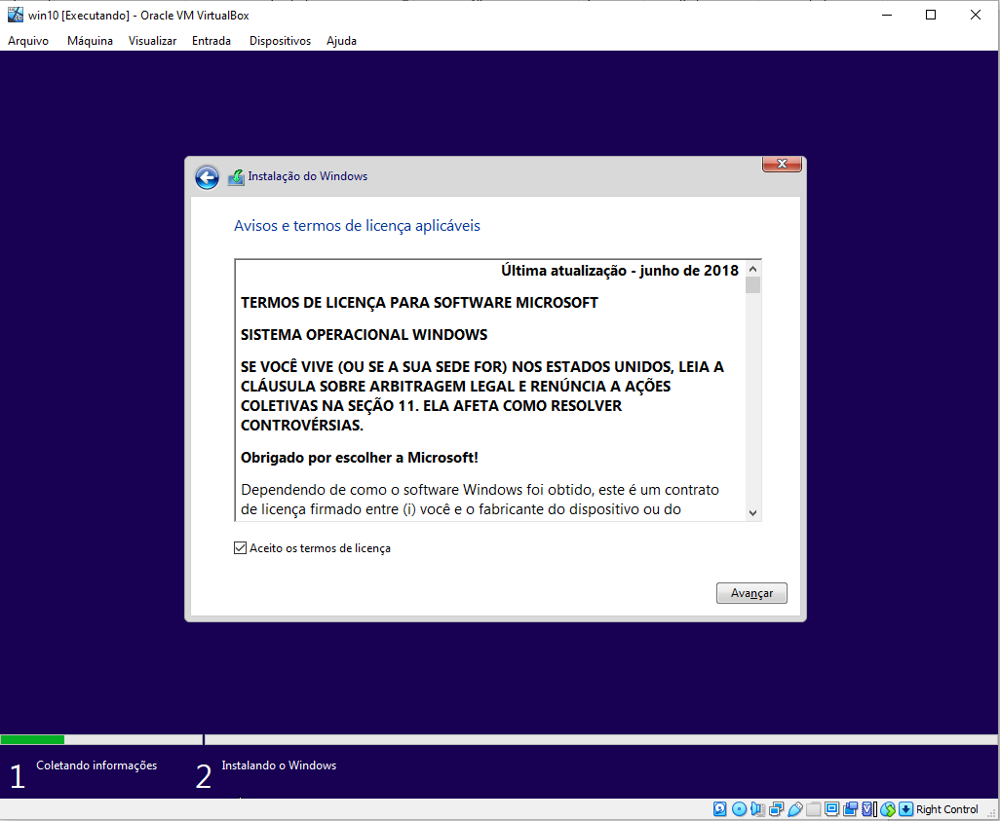 win10 [Executando] - Oracle VM VirtualBox
Arquivo Máquina Visualizar Entrada Dispositivos Ajuda
Instalação do Windows
Avisos e termos de licença aplicáveis
Última atualização - junho de 2018
TERMOS DE LICENÇA PARA SOFTWARE MICROSOFT
SISTEMA OPERACIONAL WINDOWS
SE VOCÊ VIVE (OU SE A SUA SEDE FOR) NOS ESTADOS UNIDOS, LEIA A
CLÁUSULA SOBRE ARBITRAGEM LEGAL E RENÚNCIA A AÇÕES
COLETIVAS NA SEÇÃO 11. ELA AFETA COMO RESOLVER
CONTROVÉRSIAS.
Obrigado por escolher a Microsoft!
Dependendo de como o software Windows foi obtido, este é um contrato
de licença firmado entre (i) você e o fabricante do dispositivo ou do
Aceito os termos de licença
Avançar
1 Coletando informações 2 Instalando o Windows
Right Control